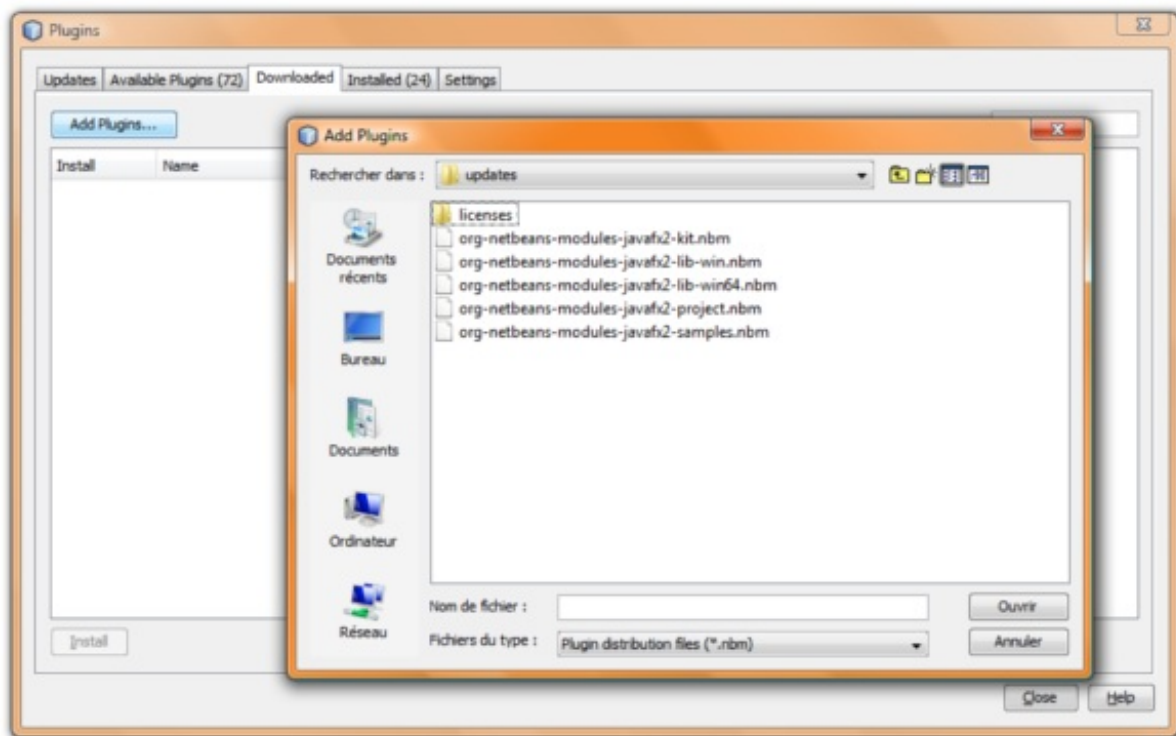 Plugins
Updates Available Plugins (72) Downloaded Installed (24) Settings
Add Plugins...
Install Name
Add Plugins
Rechercher dans : updates
Documents récents
Bureau
Documents
Ordinateur
Réseau
licenses
org-netbeans-modules-javafx2-kit.nbm
org-netbeans-modules-javafx2-lib-win.nbm
org-netbeans-modules-javafx2-lib-win64.nbm
org-netbeans-modules-javafx2-project.nbm
org-netbeans-modules-javafx2-samples.nbm
Nom de fichier : Ouvrir
Fichiers du type : Plugin distribution files (*.nbm) Annuler
Install
Close Help